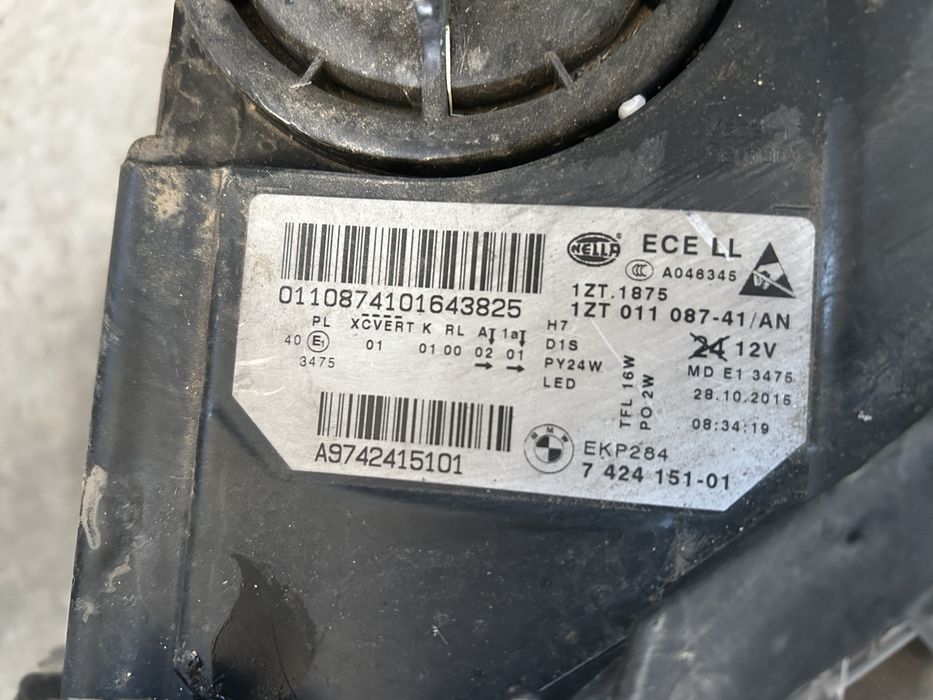 HELLA ®
ECE LL
CCC A046345
1ZT.1875
1ZT 011 087-41/AN
0110874101643825
PL XCVERT K RL A 1a
40 E1 01 01 00 02 01
3475
H7
D1S
PY24W
LED
TFL 16W
PO 2W
24 12V
MD E1 3475
28.10.2015
08:34:19
A9742415101
BMW
EKP284
7 424 151-01